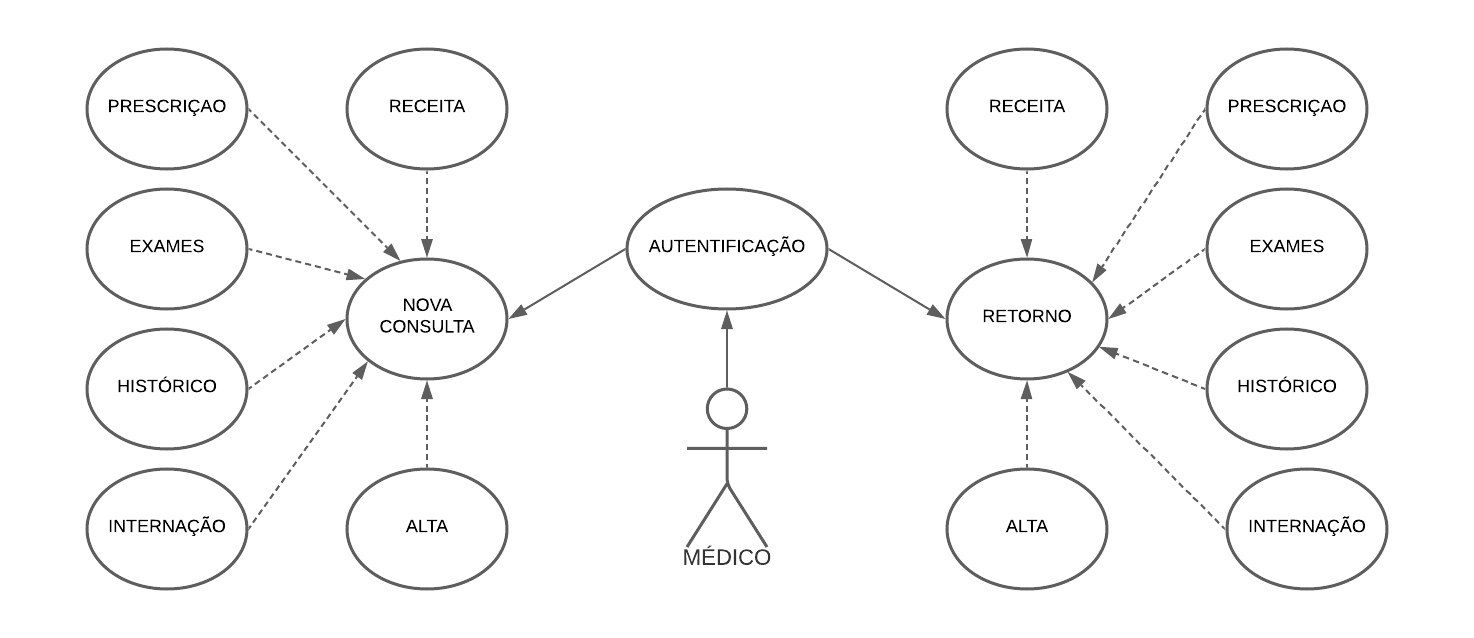 PRESCRIÇAO
RECEITA
RECEITA
PRESCRIÇAO
EXAMES
AUTENTIFICAÇÃO
EXAMES
NOVA
CONSULTA
RETORNO
HISTÓRICO
HISTÓRICO
INTERNAÇÃO
ALTA
MÉDICO
ALTA
INTERNAÇÃO